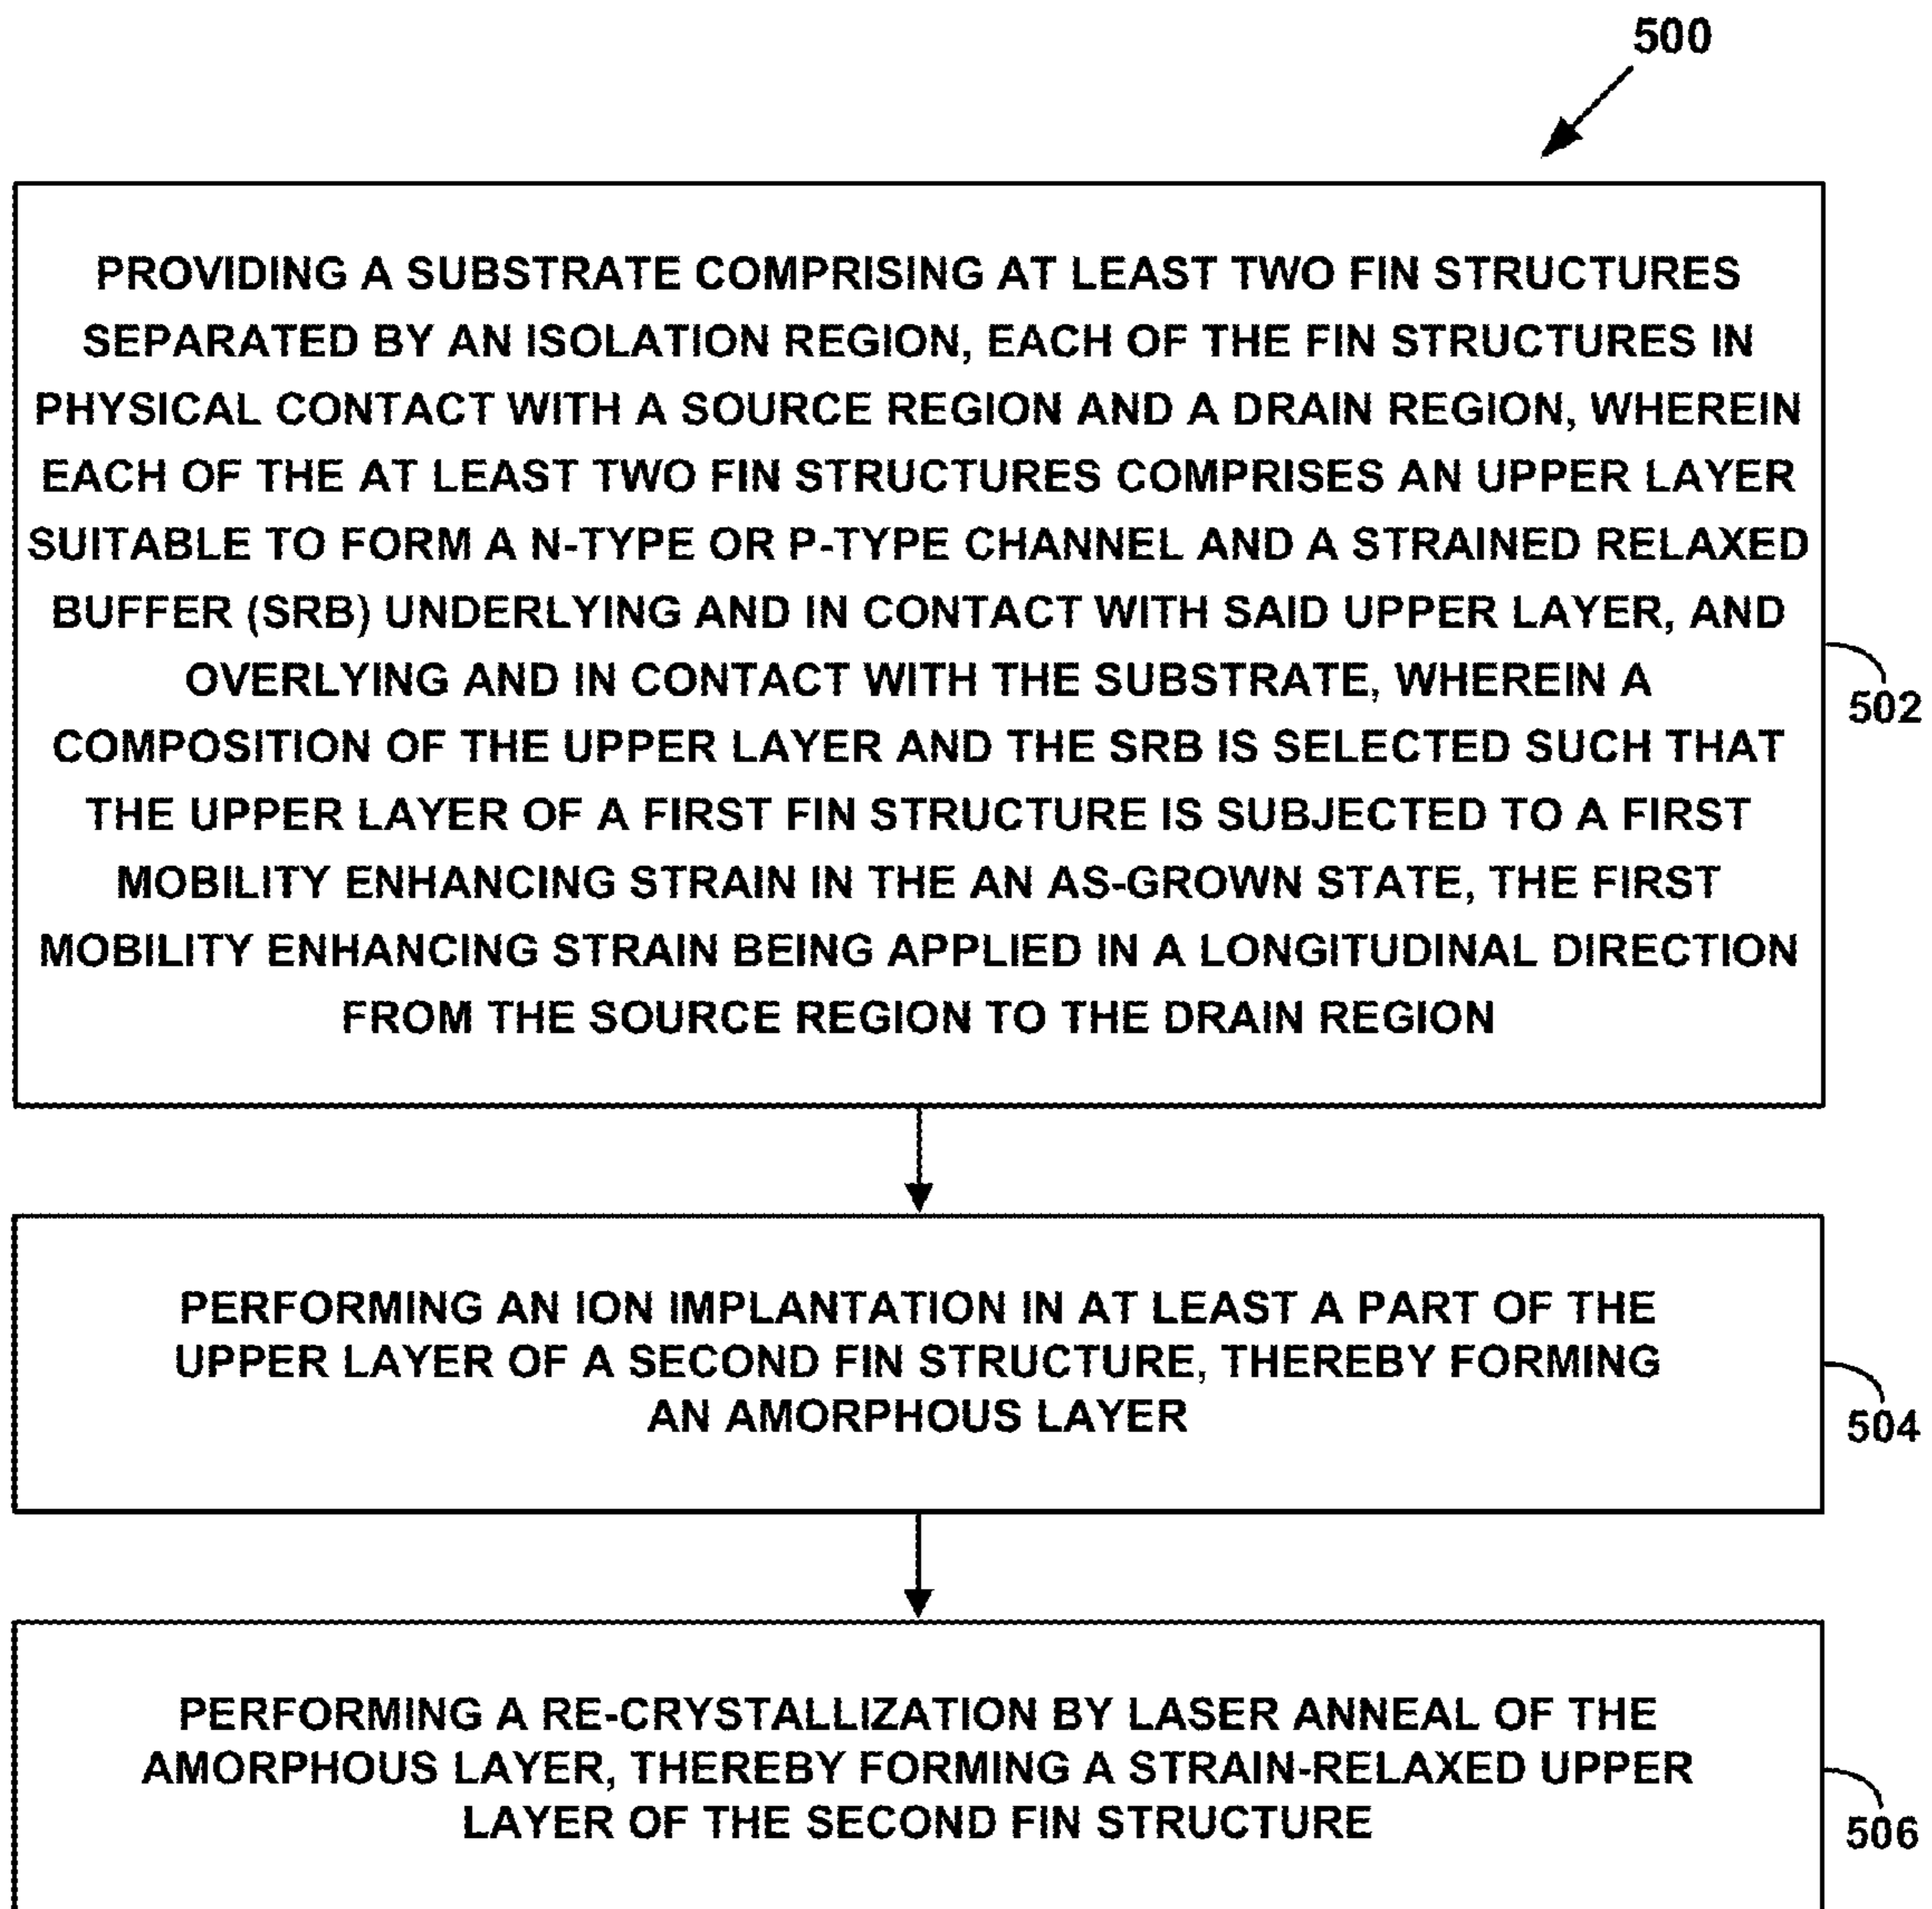 500
PROVIDING A SUBSTRATE COMPRISING AT LEAST TWO FIN STRUCTURES
SEPARATED BY AN ISOLATION REGION, EACH OF THE FIN STRUCTURES IN
PHYSICAL CONTACT WITH A SOURCE REGION AND A DRAIN REGION, WHEREIN
EACH OF THE AT LEAST TWO FIN STRUCTURES COMPRISES AN UPPER LAYER
SUITABLE TO FORM A N-TYPE OR P-TYPE CHANNEL AND A STRAINED RELAXED
BUFFER (SRB) UNDERLYING AND IN CONTACT WITH SAID UPPER LAYER, AND
OVERLYING AND IN CONTACT WITH THE SUBSTRATE, WHEREIN A
COMPOSITION OF THE UPPER LAYER AND THE SRB IS SELECTED SUCH THAT
THE UPPER LAYER OF A FIRST FIN STRUCTURE IS SUBJECTED TO A FIRST
MOBILITY ENHANCING STRAIN IN THE AN AS-GROWN STATE, THE FIRST
MOBILITY ENHANCING STRAIN BEING APPLIED IN A LONGITUDINAL DIRECTION
FROM THE SOURCE REGION TO THE DRAIN REGION
502
PERFORMING AN ION IMPLANTATION IN AT LEAST A PART OF THE
UPPER LAYER OF A SECOND FIN STRUCTURE, THEREBY FORMING
AN AMORPHOUS LAYER
504
PERFORMING A RE-CRYSTALLIZATION BY LASER ANNEAL OF THE
AMORPHOUS LAYER, THEREBY FORMING A STRAIN-RELAXED UPPER
LAYER OF THE SECOND FIN STRUCTURE
506